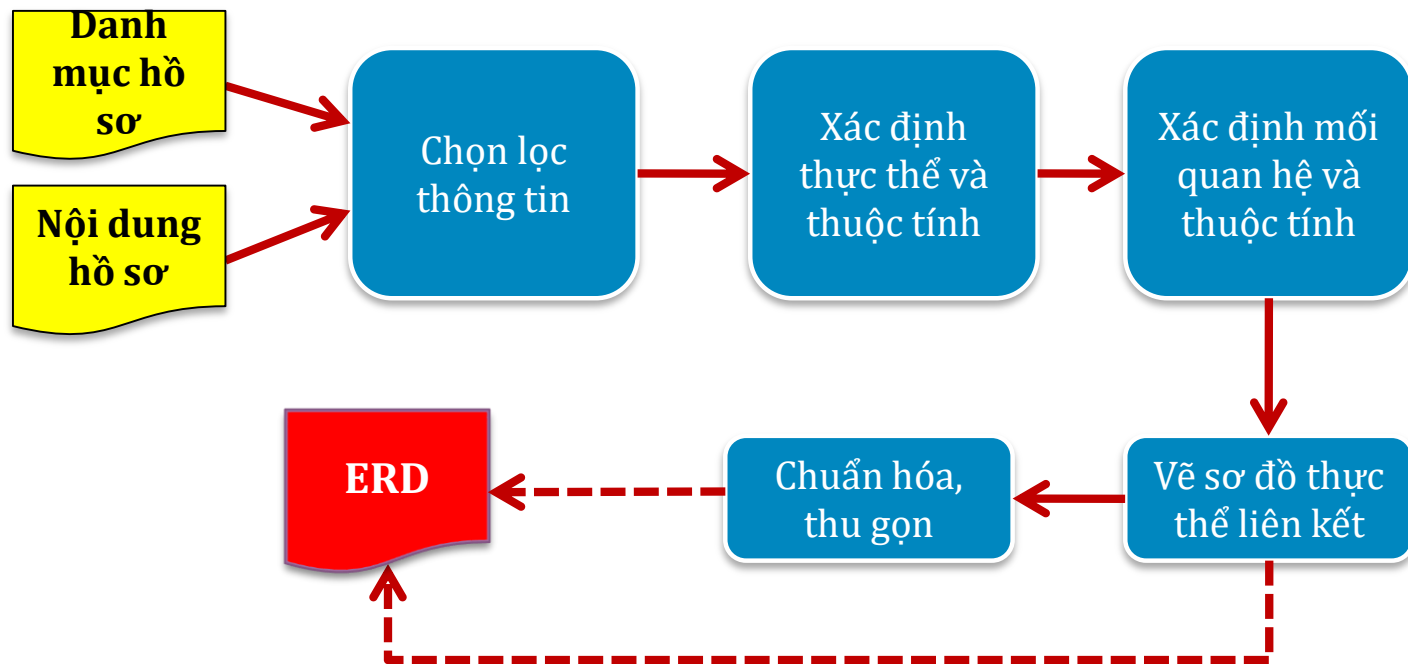 Danh
mục hồ
sơ
Nội dung
hồ sơ
Chọn lọc
thông tin
Xác định
thực thể và
thuộc tính
Xác định mối
quan hệ và
thuộc tính
Vẽ sơ đồ thực
thể liên kết
Chuẩn hóa,
thu gọn
ERD